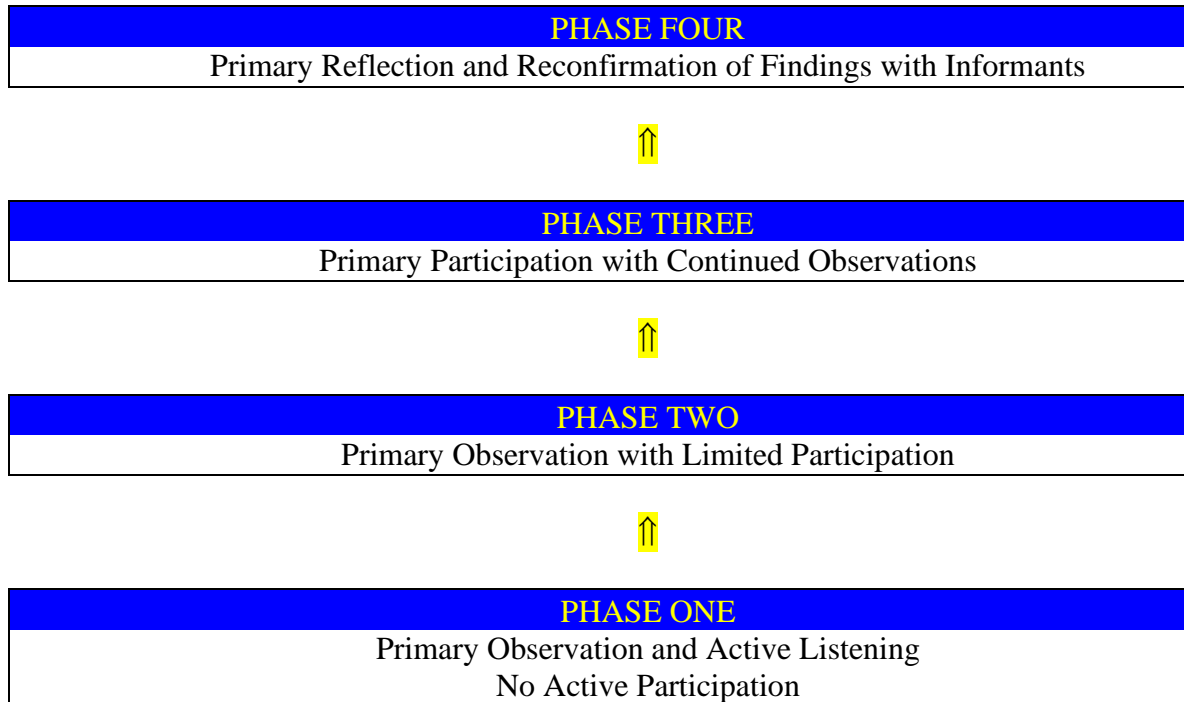 PHASE FOUR
Primary Reflection and Reconfirmation of Findings with Informants
⇑
PHASE THREE
Primary Participation with Continued Observations
⇑
PHASE TWO
Primary Observation with Limited Participation
⇑
PHASE ONE
Primary Observation and Active Listening
No Active Participation